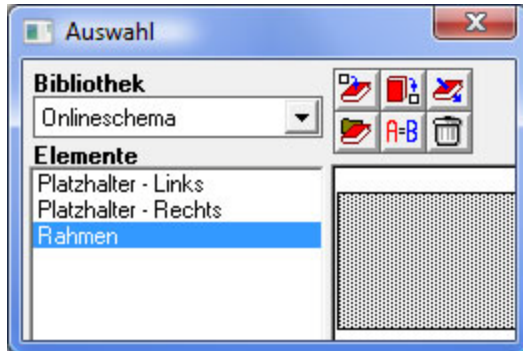 Auswahl
Bibliothek
Onlineschema
A=B
Elemente
Platzhalter - Links
Platzhalter - Rechts
Rahmen